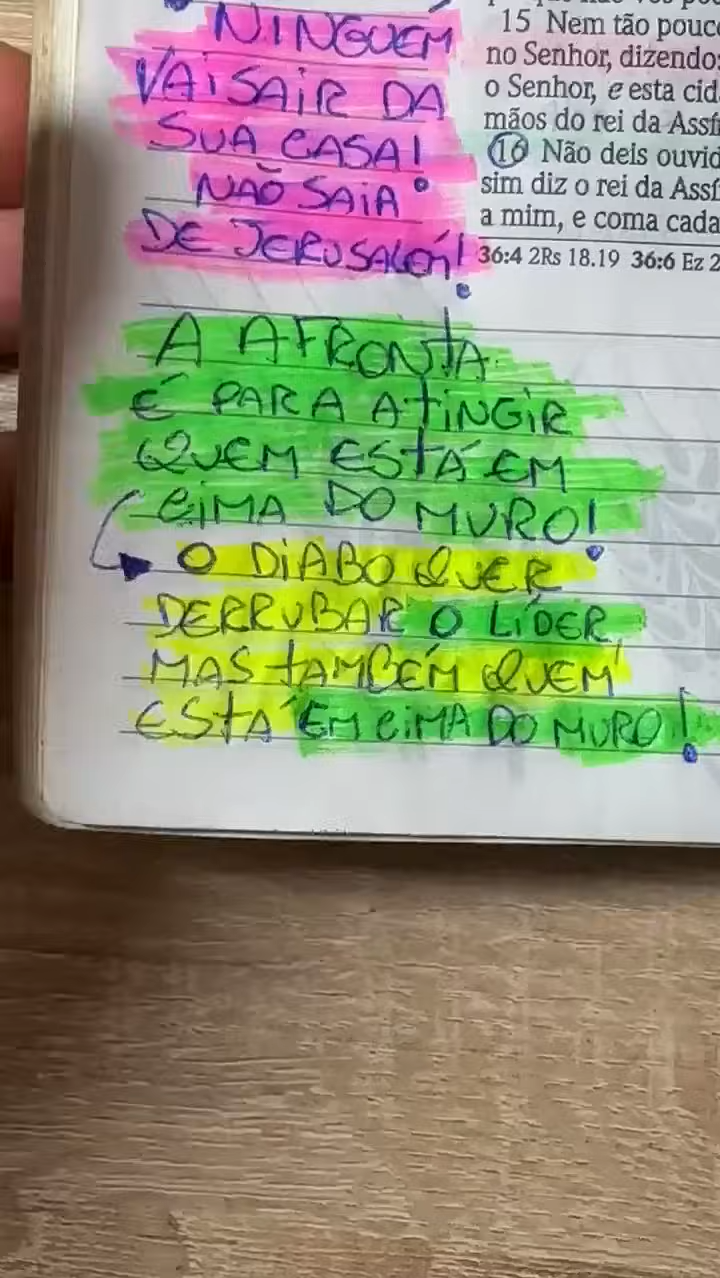 NINGUÉM
VAI SAIR DA
SUA CASA!
NÃO SAIA
DE JERUSALÉM!
A AFRONTA
É PARA ATINGIR
QUEM ESTÁ EM
CIMA DO MURO!
O DIABO QUER
DERRUBAR O LÍDER,
MAS TAMBÉM QUEM
ESTÁ EM CIMA DO MURO!
15 Nem tão pouco
no Senhor, dizendo:
o Senhor, e esta cid
mãos do rei da Assí
16 Não deis ouvid
sim diz o rei da Assí
a mim, e coma cada
36:4 2Rs 18.19 36:6 Ez 2